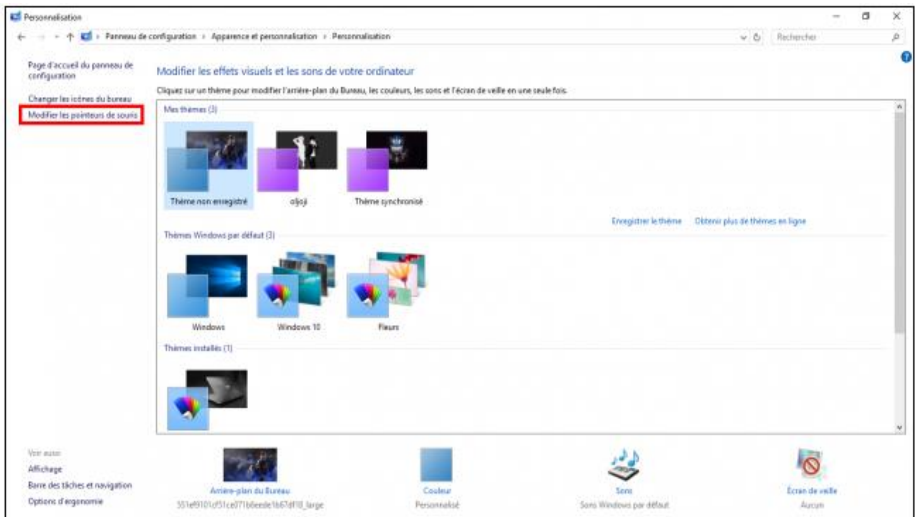 Personnalisation
Panneau de configuration > Apparence et personnalisation > Personnalisation
Rechercher
Page d'accueil du panneau de
configuration
Changer les icônes du bureau
Modifier les pointeurs de souris
Modifier les effets visuels et les sons de votre ordinateur
Cliquez sur un thème pour modifier l'arrière-plan du Bureau, les couleurs, les sons et l'écran de veille en une seule fois.
Mes thèmes (3)
Thème non enregistré
oljoji
Thème synchronisé
Enregistrer le thème
Obtenir plus de thèmes en ligne
Thèmes Windows par défaut (3)
Windows
Windows 10
Fleurs
Thèmes installés (1)
Voir aussi
Affichage
Barre des tâches et navigation
Options d'ergonomie
Arrière-plan du Bureau
Couleur
Personnalisé
Sons
Sons Windows par défaut
Écran de veille
Aucun